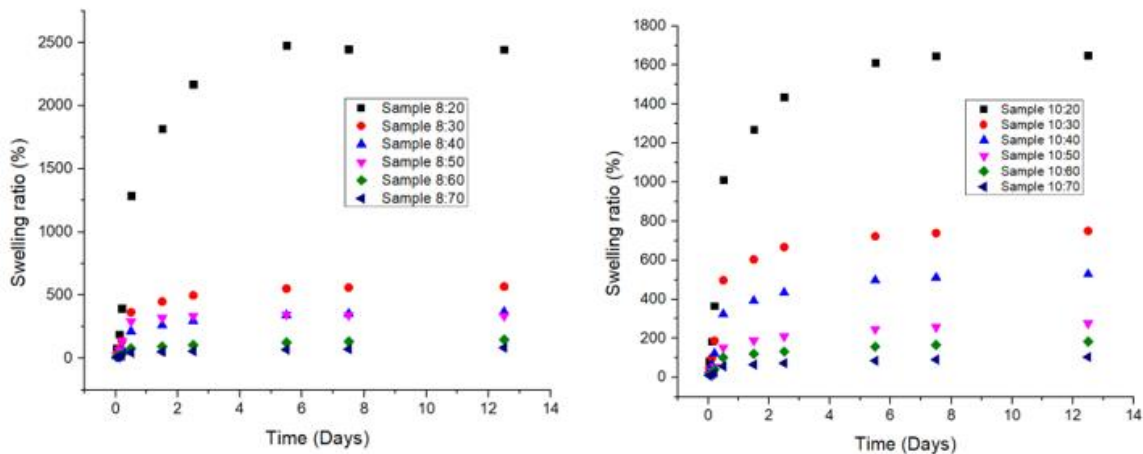 2500
2000
1500
1000
500
0
Swelling ratio (%)
Sample 8:20
Sample 8:30
Sample 8:40
Sample 8:50
Sample 8:60
Sample 8:70
0 2 4 6 8 10 12 14
Time (Days)
1800
1600
1400
1200
1000
800
600
400
200
0
Swelling ratio (%)
Sample 10:20
Sample 10:30
Sample 10:40
Sample 10:50
Sample 10:60
Sample 10:70
0 2 4 6 8 10 12 14
Time (Days)